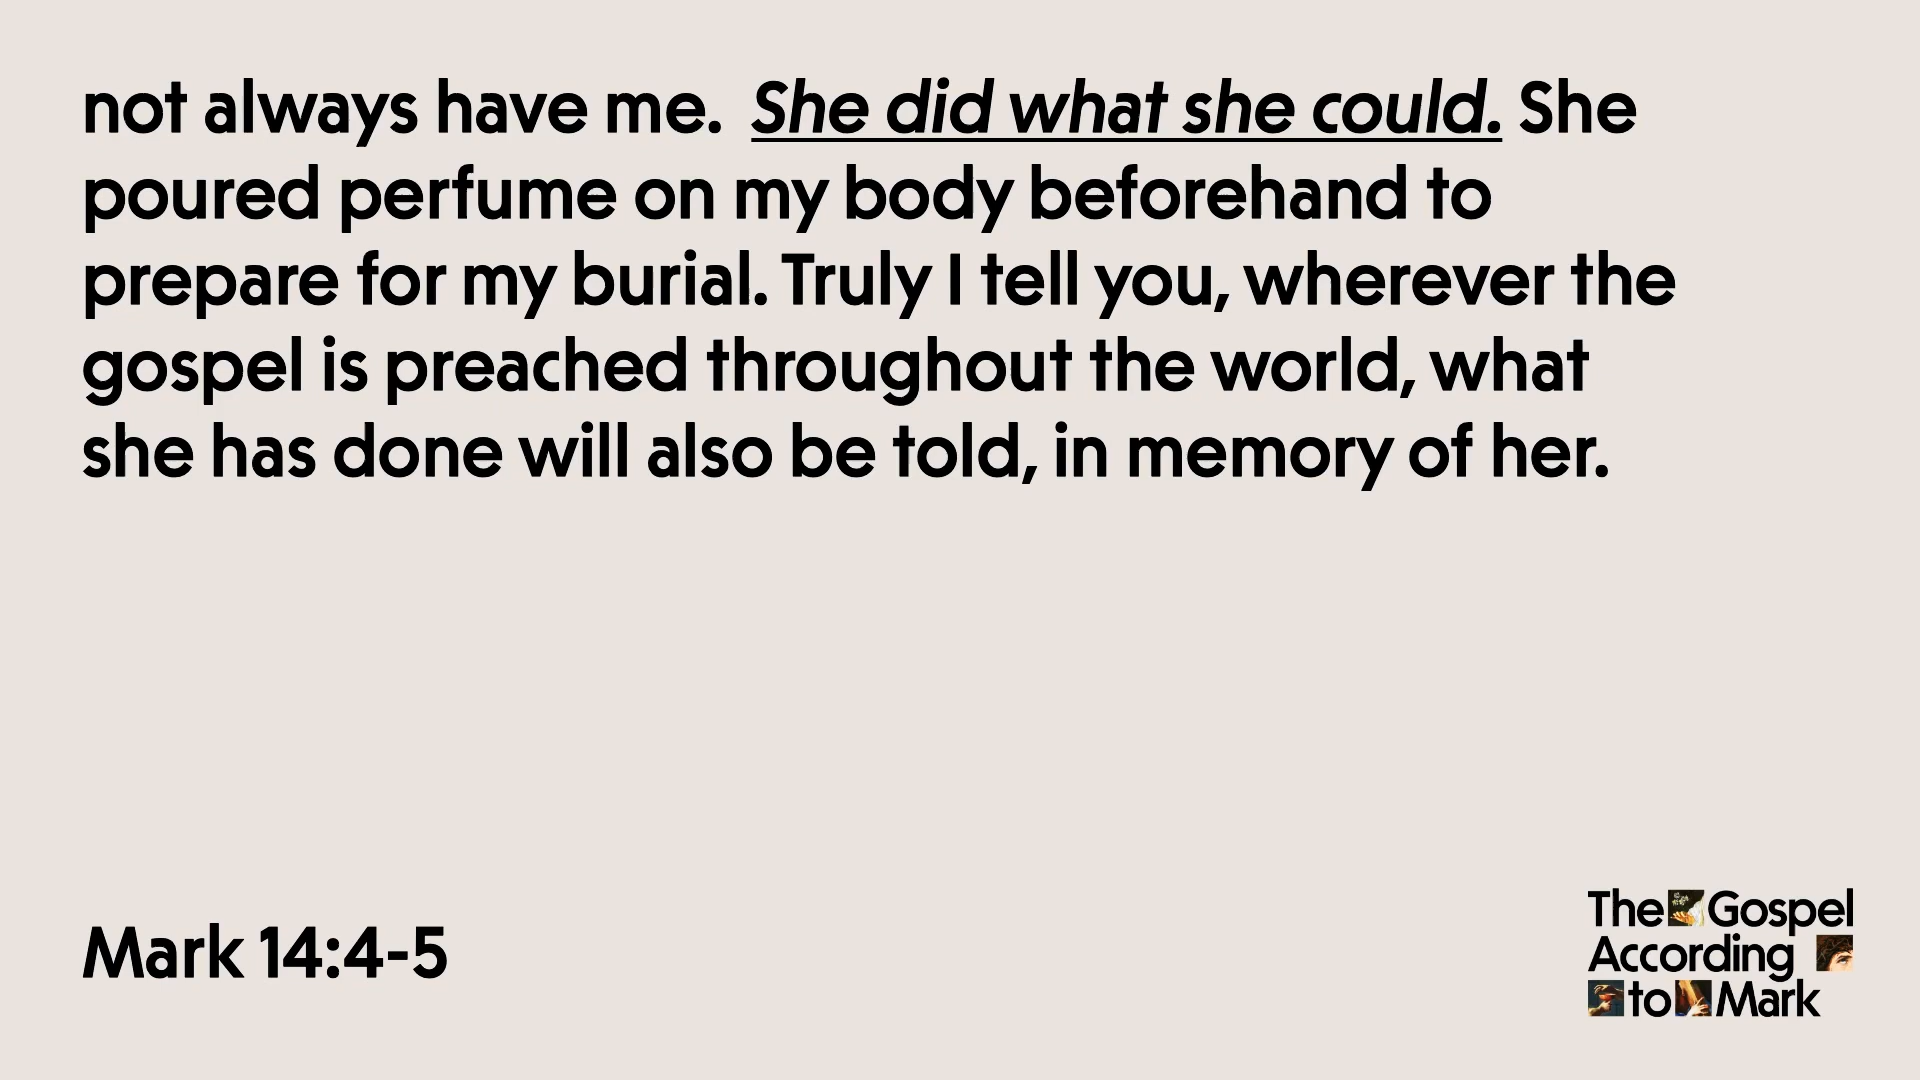 not always have me. She did what she could. She
poured perfume on my body beforehand to
prepare for my burial. Truly I tell you, wherever the
gospel is preached throughout the world, what
she has done will also be told, in memory of her.
Mark 14:4-5
The Gospel
According
to Mark